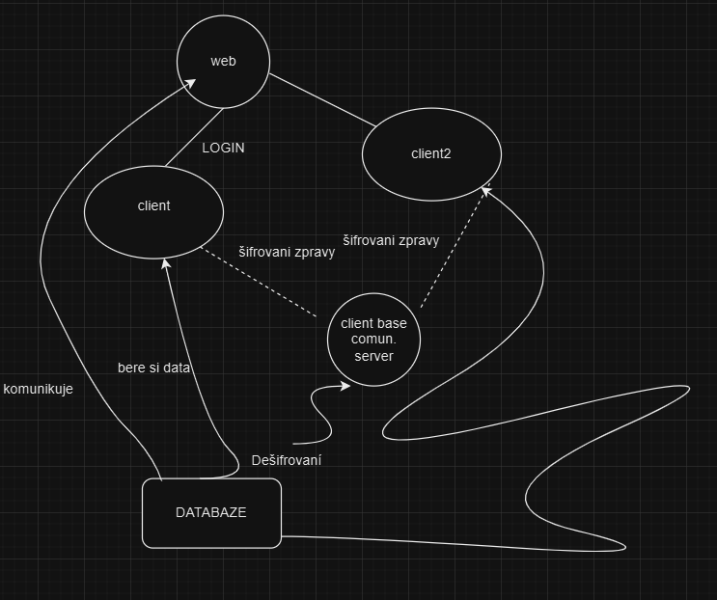 web
LOGIN
client2
client
šifrovani zpravy
šifrovani zpravy
client base
comun.
server
bere si data
komunikuje
Dešifrovaní
DATABAZE